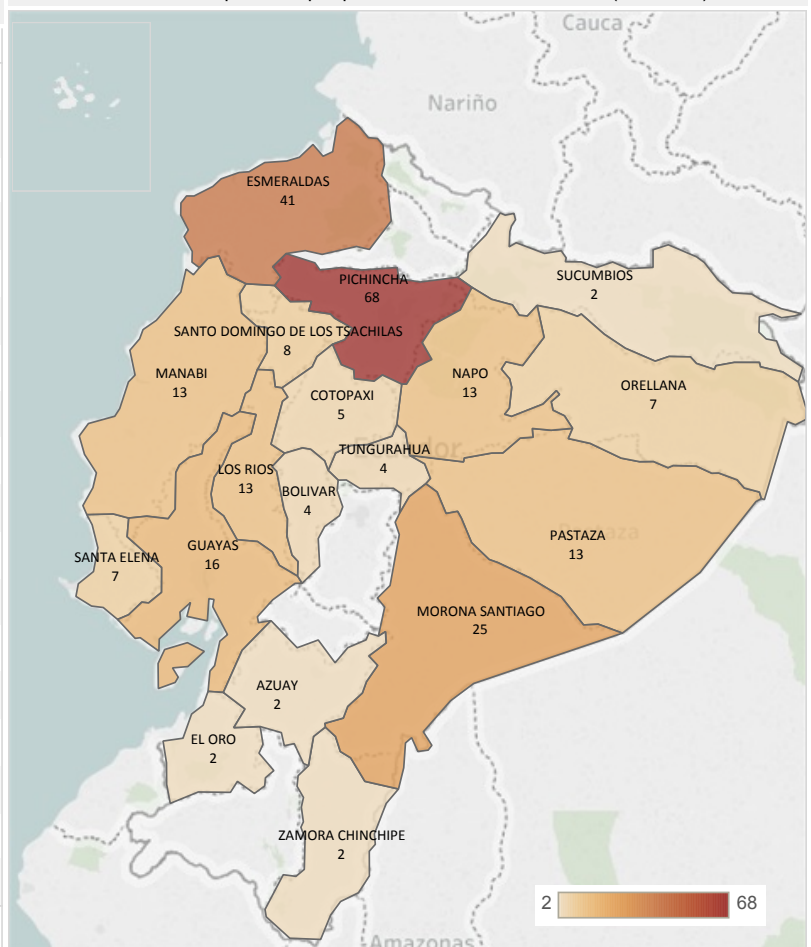 Cauca
Nariño
ESMERALDAS
41
PICHINCHA
68
SUCUMBIOS
2
SANTO DOMINGO DE LOS TSACHILAS
8
MANABI
13
NAPO
13
ORELLANA
7
COTOPAXI
5
TUNGURAHUA
4
Ecuador
LOS RIOS
13
BOLIVAR
4
GUAYAS
16
SANTA ELENA
7
Pastaza
PASTAZA
13
MORONA SANTIAGO
25
AZUAY
2
EL ORO
2
ZAMORA CHINCHIPE
2
2
68
Amazonas